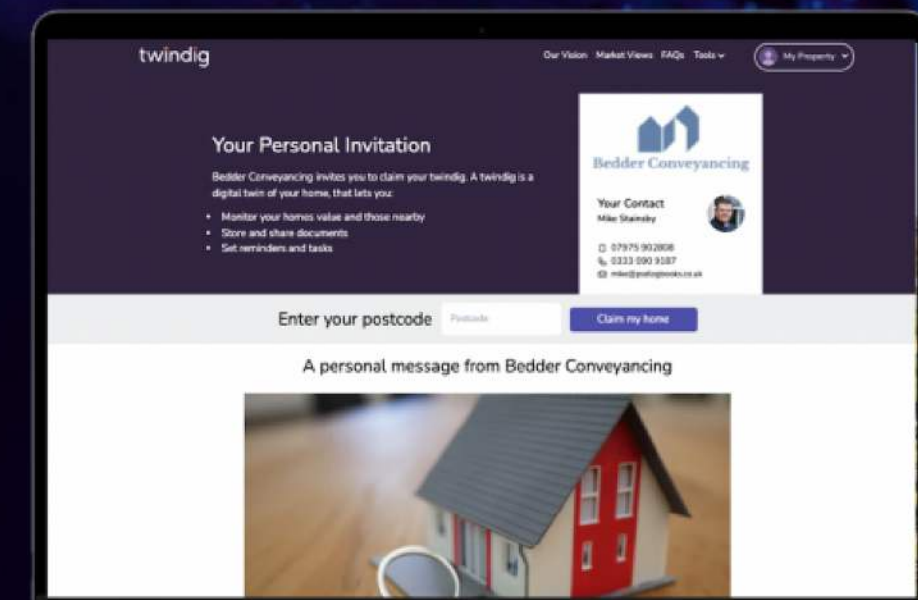 twindig
Our Vision Market Views FAQs Tools
My Property
Your Personal Invitation
Bedder Conveyancing invites you to claim your twindig. A twindig is a
digital twin of your home, that lets you:
• Monitor your homes value and those nearby
• Store and share documents
• Set reminders and tasks
Bedder Conveyancing
Your Contact
Mike Stainsby
07975 902808
0333 090 9187
Enter your postcode Postcode Claim my home
A personal message from Bedder Conveyancing